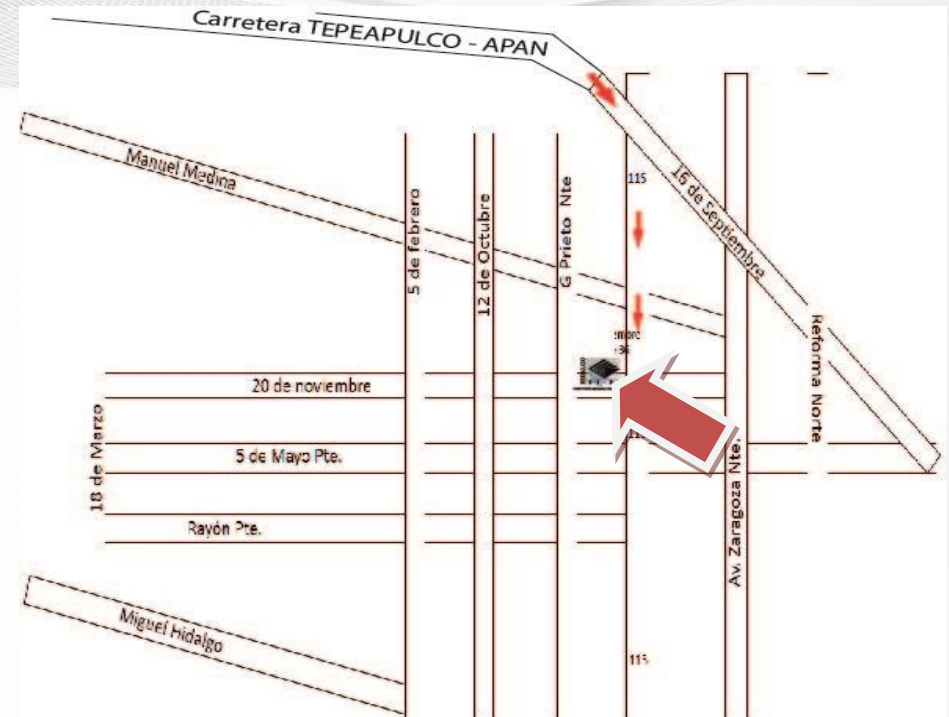 Carretera TEPEAPULCO - APAN
Manuel Medina
115
16 de Septiembre
5 de febrero
12 de Octubre
G Prieto Nte
Reforma Norte
20 de noviembre
18 de Marzo
5 de Mayo Pte.
Av. Zaragoza Nte.
Rayón Pte.
Miguel Hidalgo
115